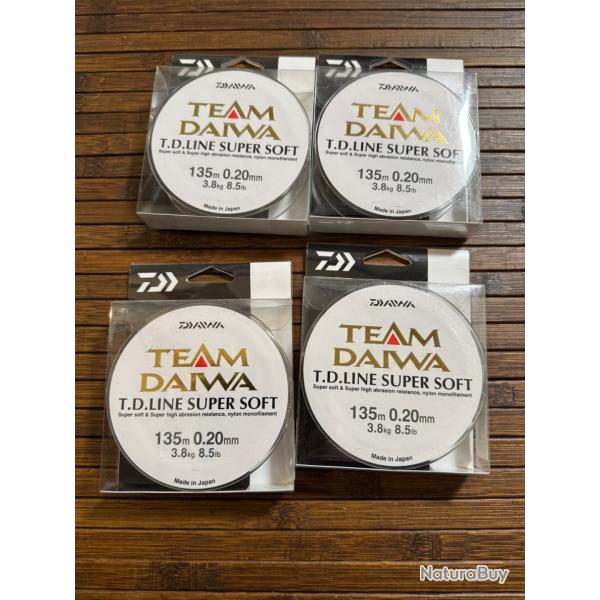 DAIWA
TEAM
DAIWA
T.D.LINE SUPER SOFT
Super soft & Super high abrasion reistance, nylon monofilament
135m 0.20mm
3.8kg 8.5lb
Made in Japan
DAIWA
TEAM
DAIWA
T.D.LINE SUPER SOFT
Super soft & Super high abrasion reistance, nylon monofilament
135m 0.20mm
3.8kg 8.5lb
Made in Japan
DAIWA
TEAM
DAIWA
T.D.LINE SUPER SOFT
Super soft & Super high abrasion reistance, nylon monofilament
135m 0.20mm
3.8kg 8.5lb
Made in Japan
DAIWA
TEAM
DAIWA
T.D.LINE SUPER SOFT
Super soft & Super high abrasion reistance, nylon monofilament
135m 0.20mm
3.8kg 8.5lb
Made in Japan
NaturaBuy